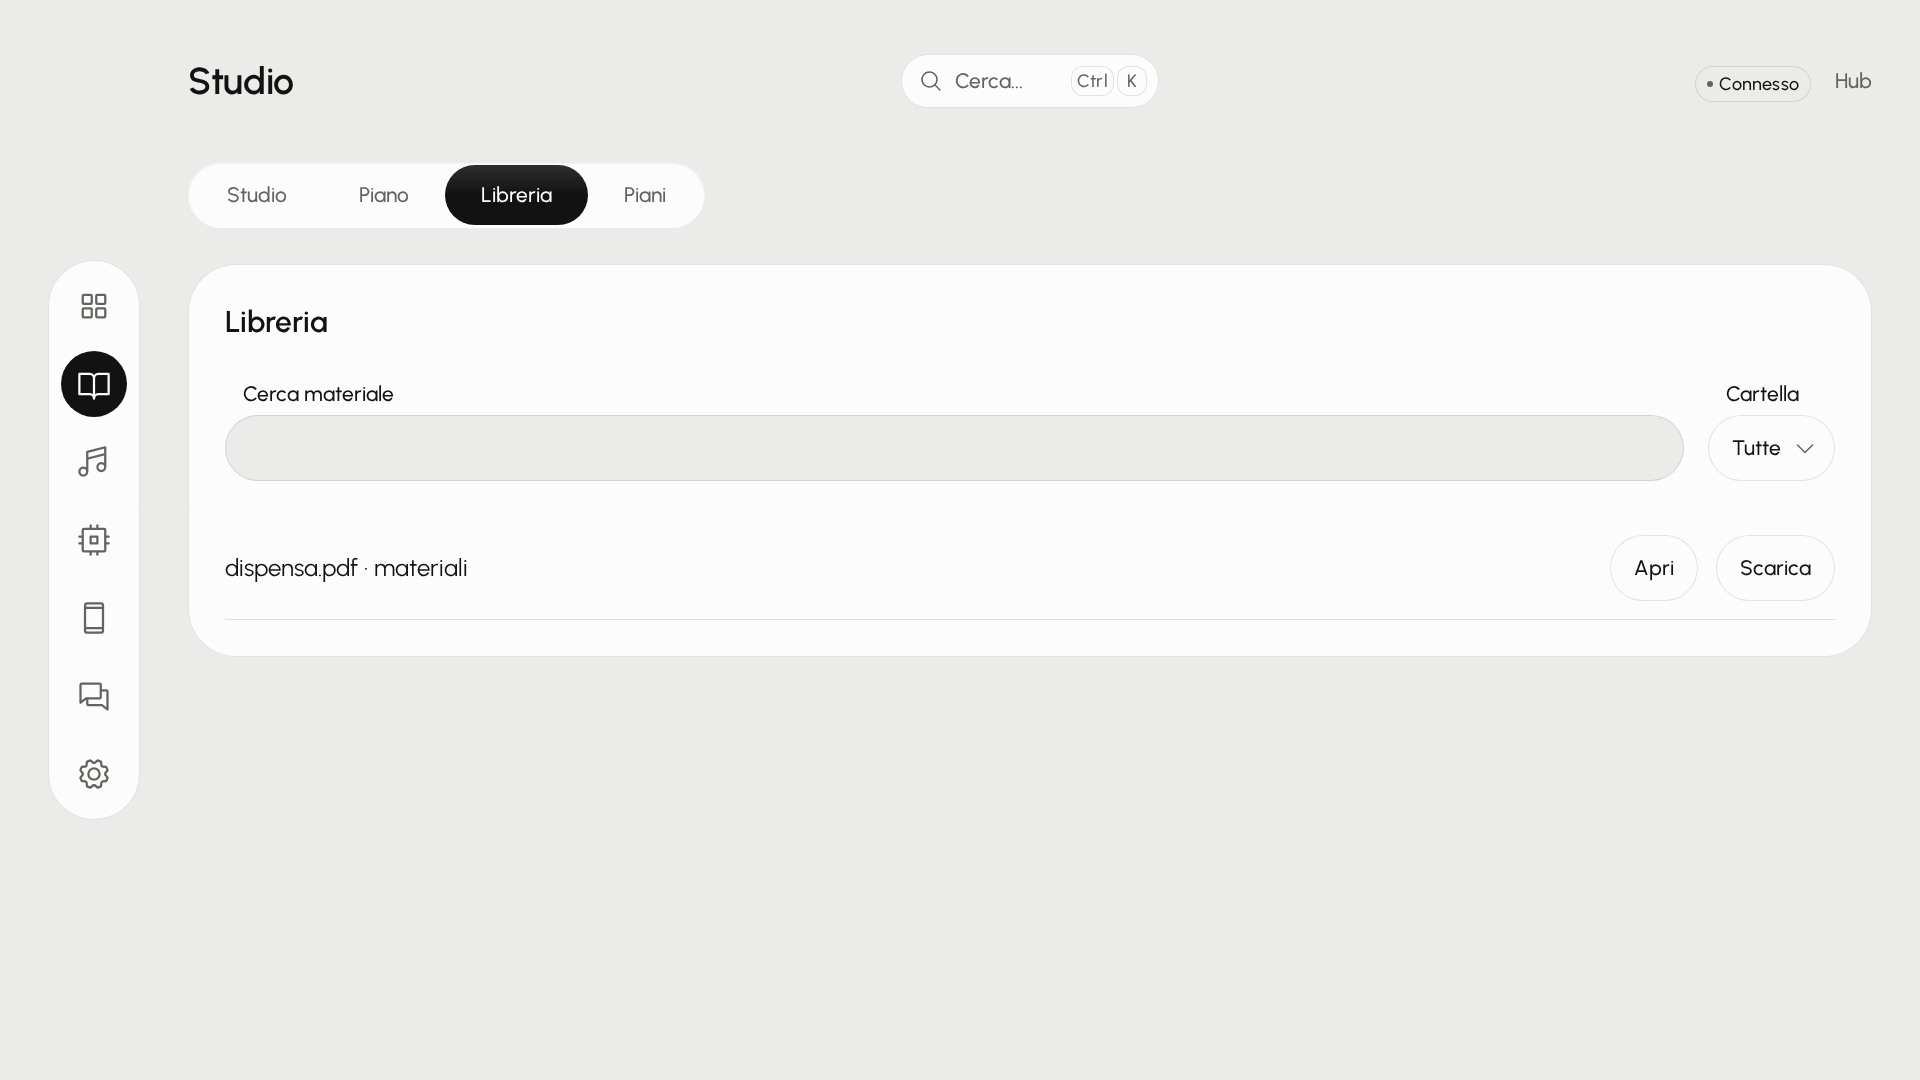 Studio
Cerca... Ctrl K
• Connesso
Hub
Studio Piano Libreria Piani
Libreria
Cerca materiale
Cartella
Tutte
dispensa.pdf · materiali
Apri Scarica